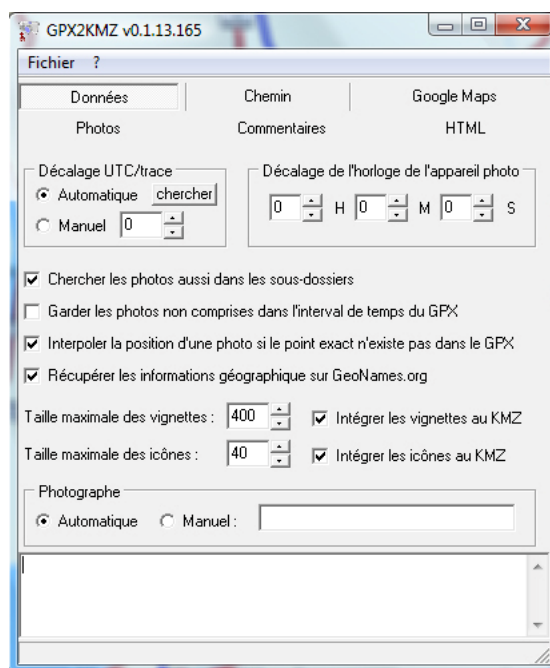 GPX2KMZ v0.1.13.165
Fichier ?
Données Chemin Google Maps
Photos Commentaires HTML
Décalage UTC/trace
Automatique chercher
Manuel 0
Décalage de l'horloge de l'appareil photo
0 H 0 M 0 S
Chercher les photos aussi dans les sous-dossiers
Garder les photos non comprises dans l'interval de temps du GPX
Interpoler la position d'une photo si le point exact n'existe pas dans le GPX
Récupérer les informations géographique sur GeoNames.org
Taille maximale des vignettes : 400 Intégrer les vignettes au KMZ
Taille maximale des icônes : 40 Intégrer les icônes au KMZ
Photographe
Automatique Manuel :